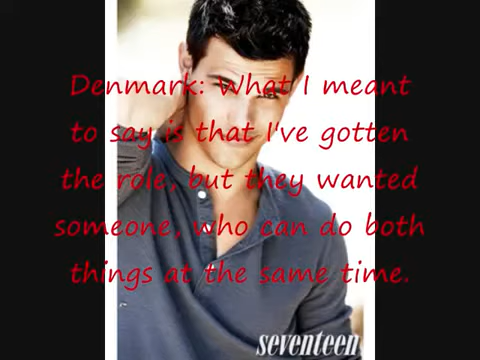 Denmark: What I meant
to say is that I've gotten
the role, but they wanted
someone, who can do both
things at the same time.
seventeen